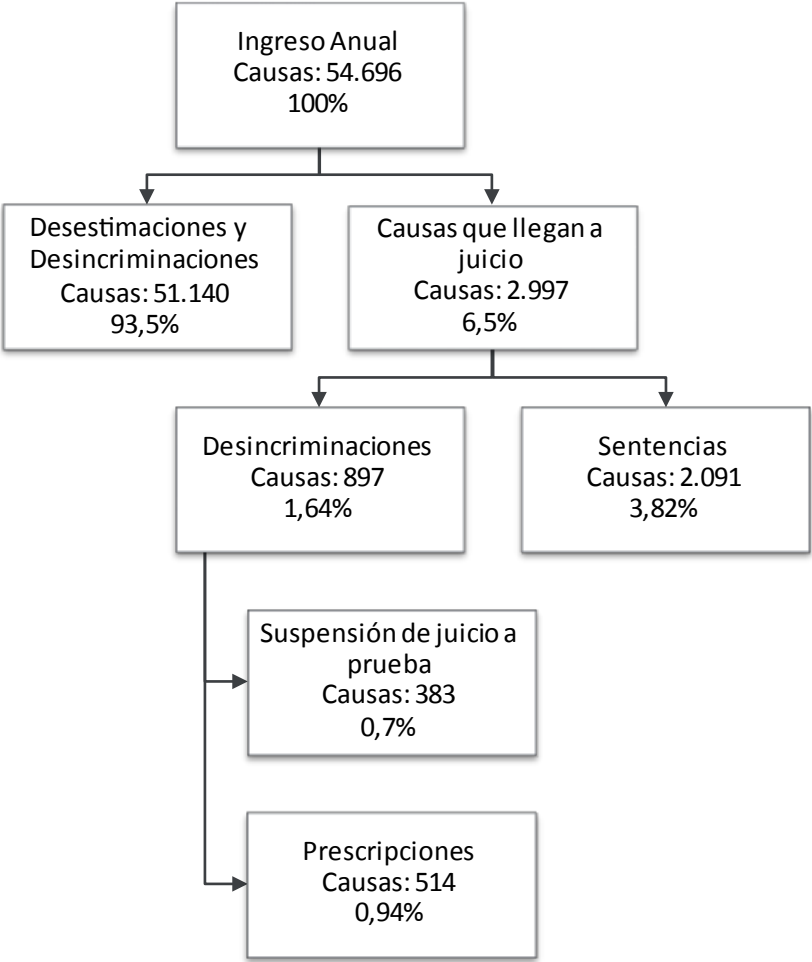 Ingreso Anual
Causas: 54.696
100%
Desestimaciones y
Desincriminaciones
Causas: 51.140
93,5%
Causas que llegan a
juicio
Causas: 2.997
6,5%
Desincriminaciones
Causas: 897
1,64%
Sentencias
Causas: 2.091
3,82%
Suspensión de juicio a
prueba
Causas: 383
0,7%
Prescripciones
Causas: 514
0,94%